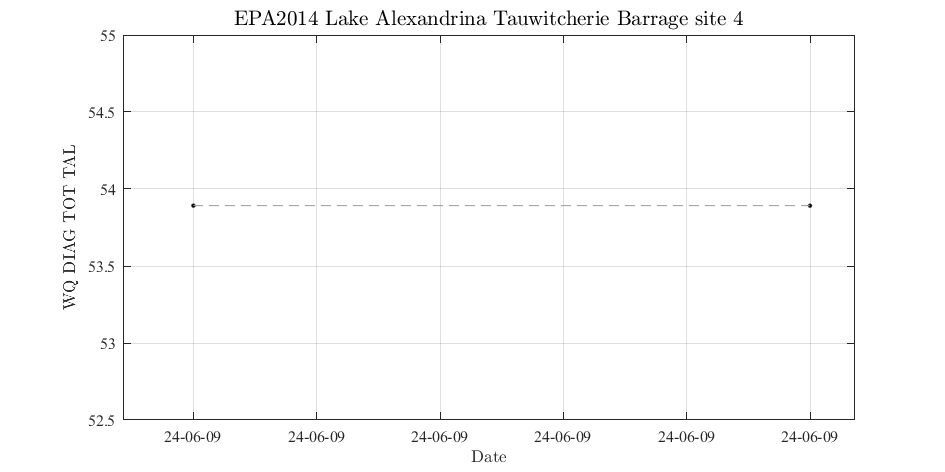 EPA2014 Lake Alexandrina Tauwitcherie Barrage site 4
55
54.5
54
53.5
53
52.5
WQ DIAG TOT TAL
24-06-09 24-06-09 24-06-09 24-06-09 24-06-09 24-06-09
Date